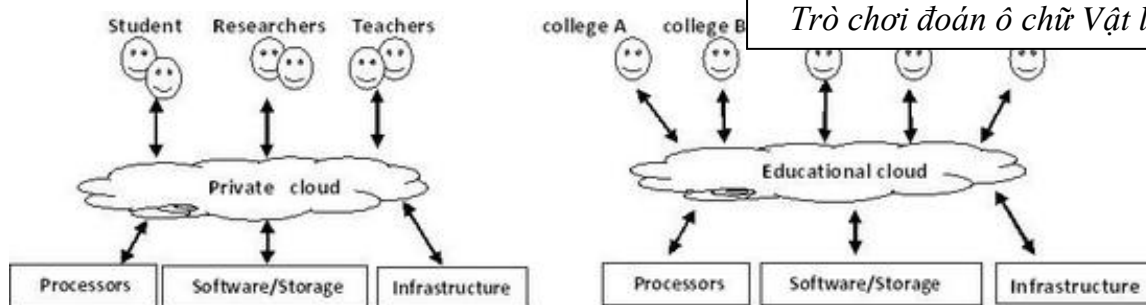 Student Researchers Teachers
Private cloud
Processors Software/Storage Infrastructure
college A college B
Trò chơi đoán ô chữ Vật
Educational cloud
Processors Software/Storage Infrastructure